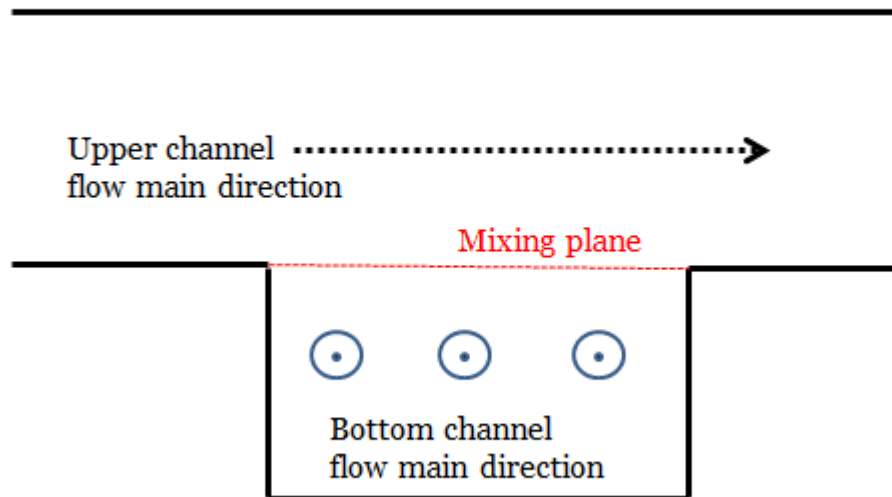 Upper channel
flow main direction
Mixing plane
Bottom channel
flow main direction